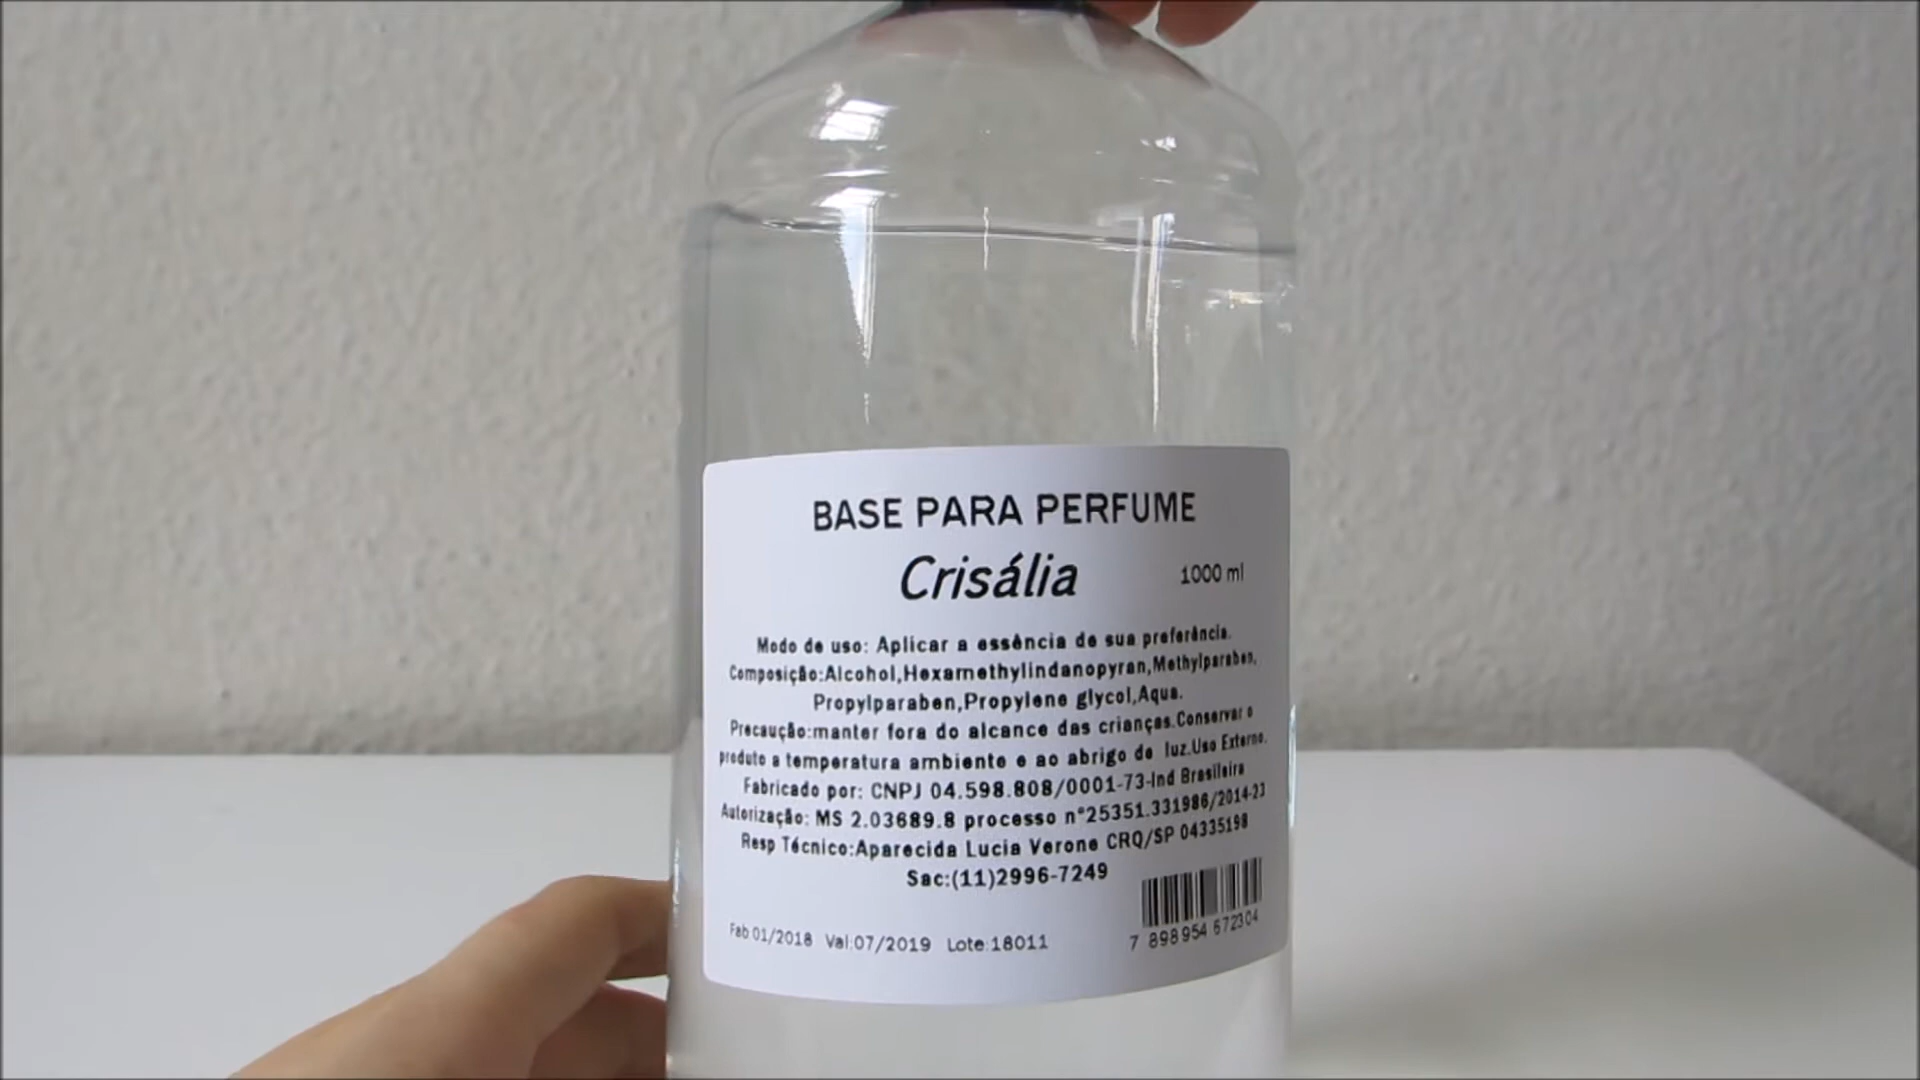 BASE PARA PERFUME
Crisália
1000 ml
Modo de uso: Aplicar a essência de sua preferência.
Composição:Alcohol,Hexamethylindanopyran,Methylparaben,
Propylparaben,Propylene glycol,Aqua.
Precaução:manter fora do alcance das crianças.Conservar o
produto a temperatura ambiente e ao abrigo de luz.Uso Externo.
Fabricado por: CNPJ 04.598.808/0001-73-Ind Brasileira
Autorização: MS 2.03689.8 processo n°25351.331986/2014-23
Resp Técnico:Aparecida Lucia Verone CRQ/SP 04335198
Sac:(11)2996-7249
Fab:01/2018 Val:07/2019 Lote:18011
7 898954 672304